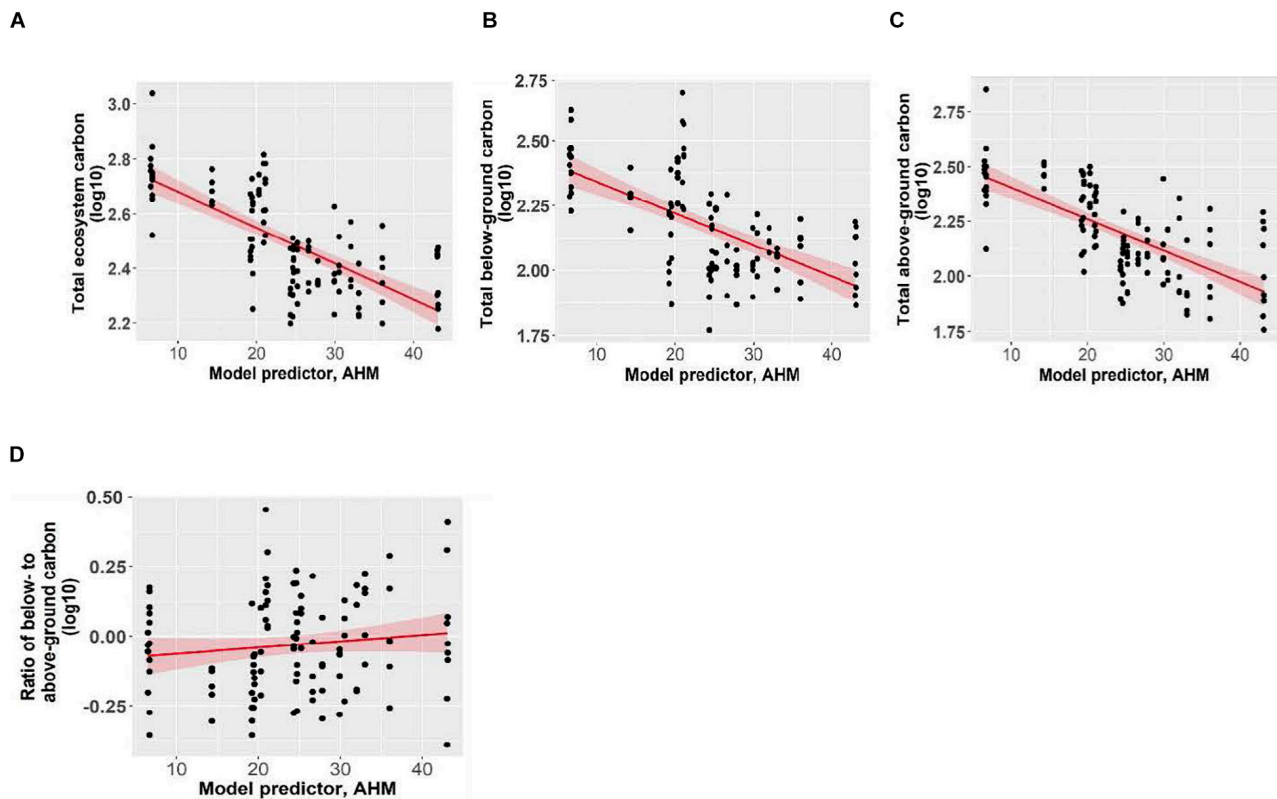 A
B
C
Total ecosystem carbon
(log10)
3.0
2.8
2.6
2.4
2.2
10 20 30 40
Model predictor, AHM
Total below-ground carbon
(log10)
2.75
2.50
2.25
2.00
1.75
10 20 30 40
Model predictor, AHM
Total above-ground carbon
(log10)
2.75
2.50
2.25
2.00
1.75
10 20 30 40
Model predictor, AHM
D
Ratio of below- to
above-ground carbon
(log10)
0.50
0.25
0.00
-0.25
10 20 30 40
Model predictor, AHM